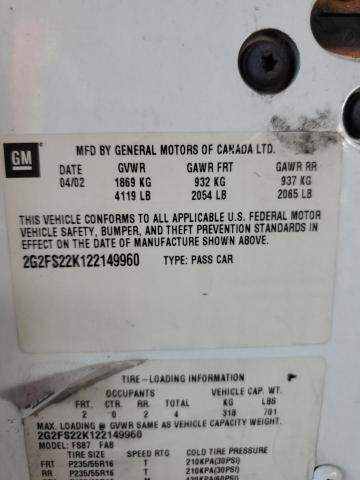 GM
MFD BY GENERAL MOTORS OF CANADA LTD.
DATE GVWR GAWR FRT GAWR RR
04/02 1869 KG 932 KG 937 KG
4119 LB 2054 LB 2065 LB
THIS VEHICLE CONFORMS TO ALL APPLICABLE U.S. FEDERAL MOTOR
VEHICLE SAFETY, BUMPER, AND THEFT PREVENTION STANDARDS IN
EFFECT ON THE DATE OF MANUFACTURE SHOWN ABOVE.
2G2FS22K122149960 TYPE: PASS CAR
TIRE-LOADING INFORMATION
OCCUPANTS VEHICLE CAP. WT.
FRT. CTR. RR. TOTAL KG LBS
2 0 2 4 318 701
MAX. LOADING @ GVWR SAME AS VEHICLE CAPACITY WEIGHT.
2G2FS22K122149960
MODEL: FS87 FAB
TIRE SIZE SPEED RTG COLD TIRE PRESSURE
FRT P235/55R16 T 210KPA(30PSI)
RR P235/55R16 T 210KPA(30PSI)